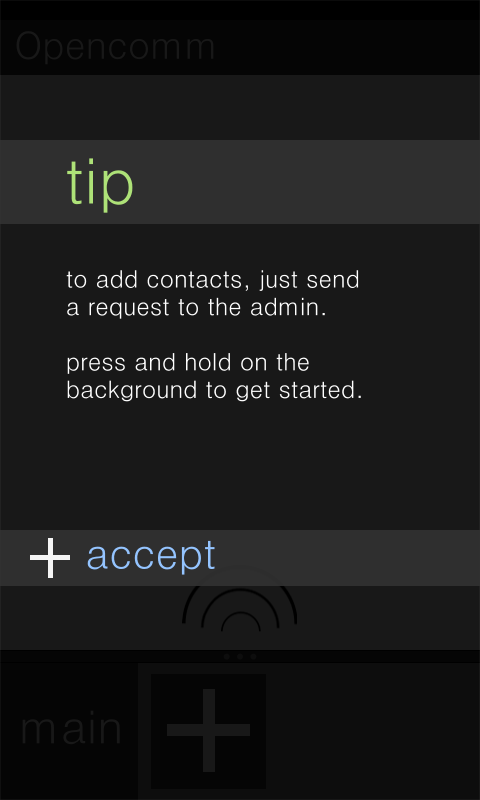 Opencomm
tip
to add contacts, just send
a request to the admin.
press and hold on the
background to get started.
accept
main